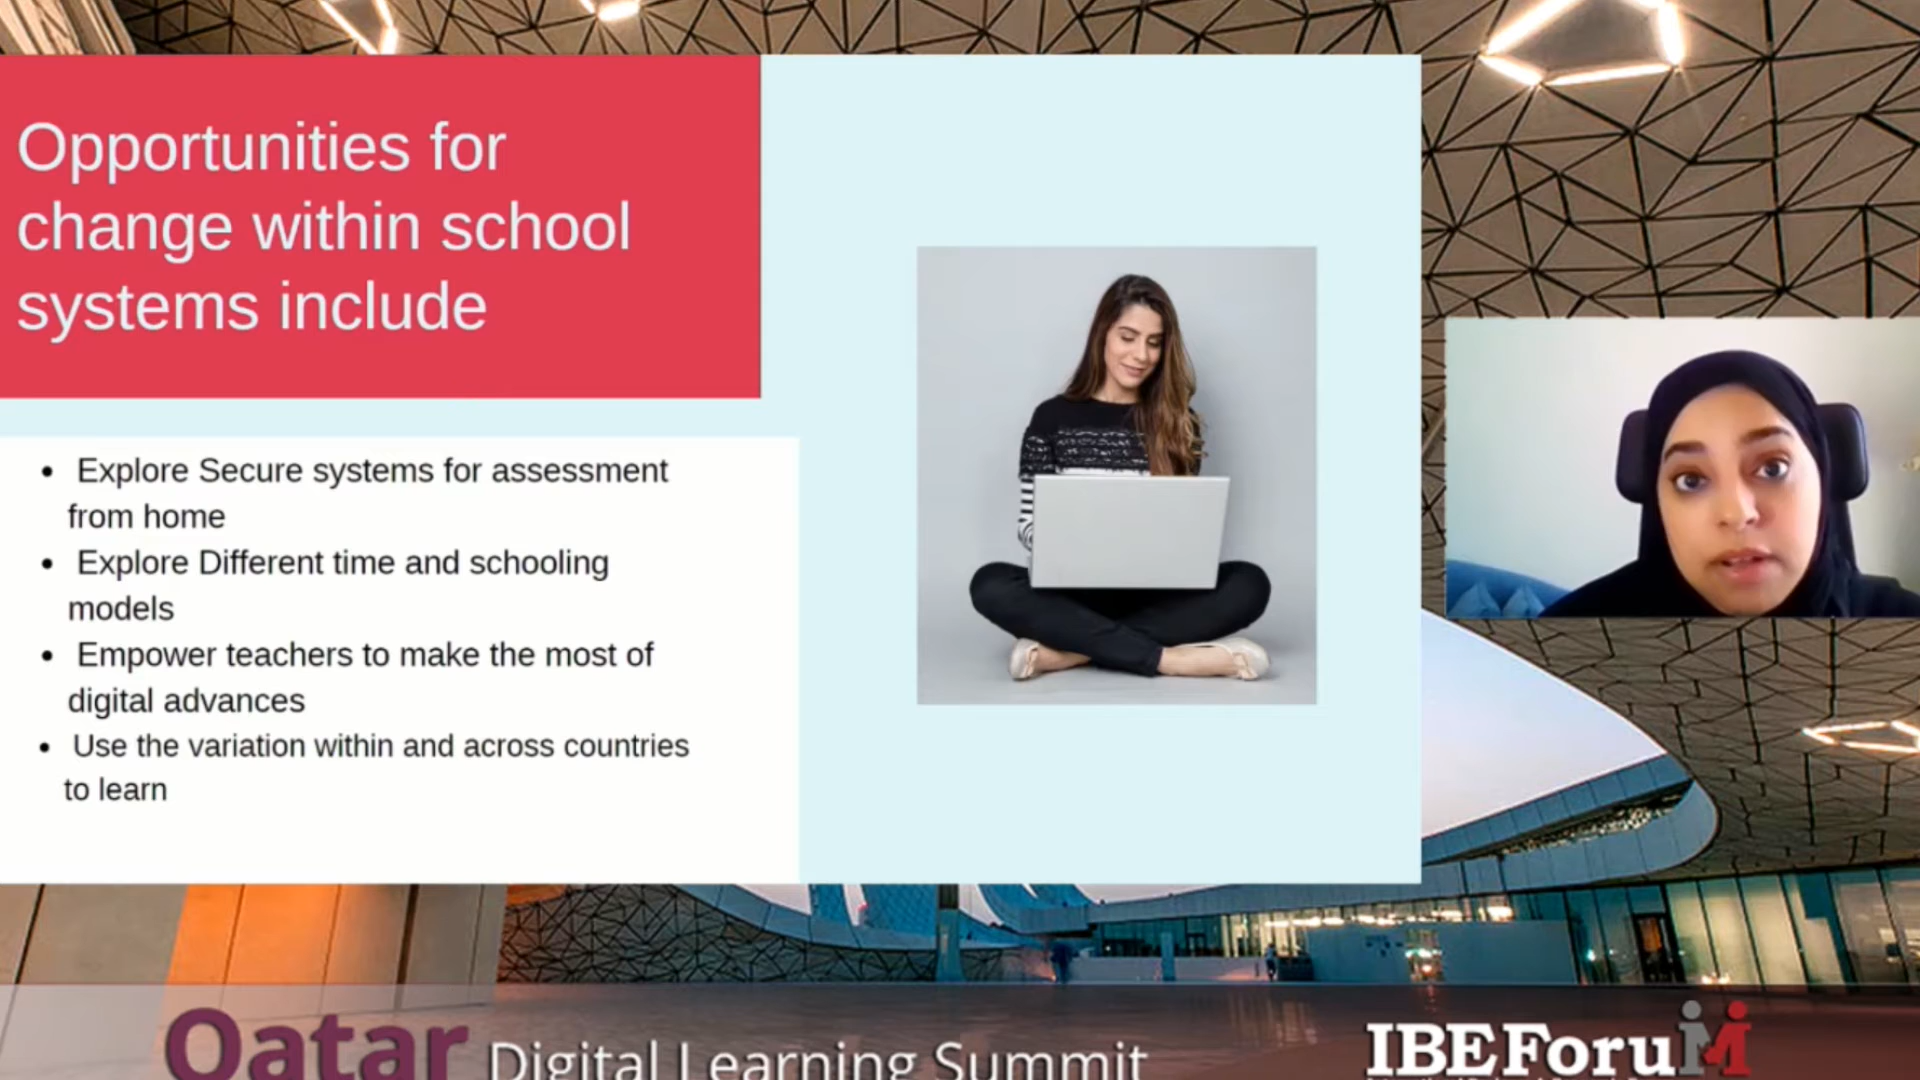 Opportunities for
change within school
systems include
• Explore Secure systems for assessment
from home
• Explore Different time and schooling
models
• Empower teachers to make the most of
digital advances
• Use the variation within and across countries
to learn
Qatar Digital Learning Summit
IBEForuM